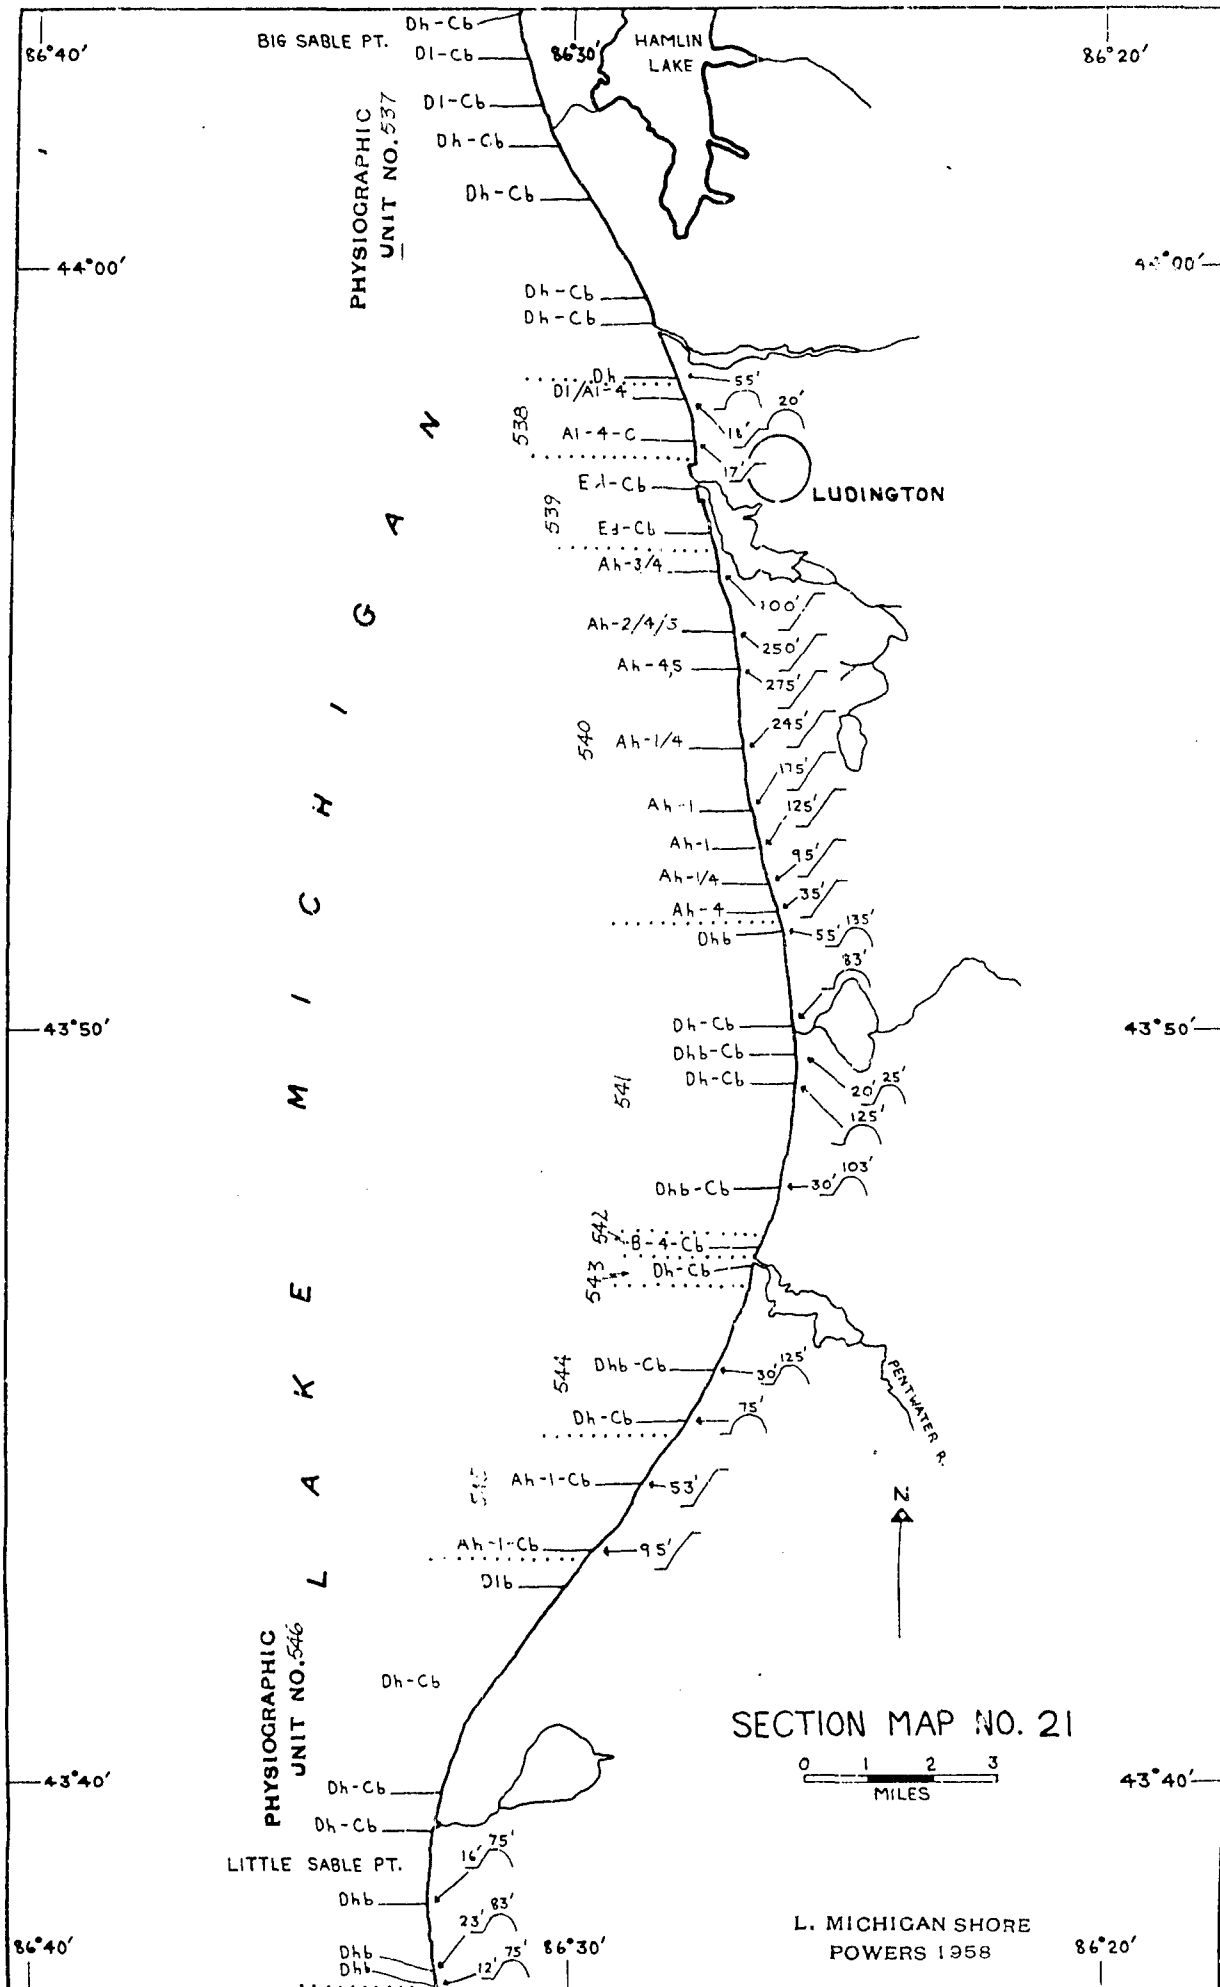 86°40'
BIG SABLE PT.
Dh-Cb
86°30'
HAMLIN
LAKE
86°20'
Dl-Cb
Dl-Cb
Dh-Cb
Dh-Cb
PHYSIOGRAPHIC
UNIT NO. 537
44°00'
44°00'
Dh-Cb
Dh-Cb
Dh
55'
Dl/Al-4
20'
18'
538
Al-4-C
17'
LUDINGTON
539
Ed-Cb
Ed-Cb
Ah-3/4
100'
Ah-2/4/3
250'
Ah-4,5
275'
540
Ah-1/4
245'
175'
Ah-1
125'
Ah-1
95'
Ah-1/4
35'
Ah-4
Dhb
55'
135'
83'
43°50'
Dh-Cb
43°50'
Dhb-Cb
541
Dh-Cb
20'
25'
125'
Dhb-Cb
30'
103'
542
B-4-Cb
543
Dh-Cb
544
Dhb-Cb
30'
125'
PENTWATER R.
Dh-Cb
75'
Ah-1-Cb
53'
N
Ah-1-Cb
95'
Dlb
LAKE MICHIGAN
PHYSIOGRAPHIC
UNIT NO. 546
Dh-Cb
SECTION MAP NO. 21
0 1 2 3
MILES
43°40'
Dh-Cb
43°40'
Dh-Cb
LITTLE SABLE PT.
16'
75'
Dhb
23'
83'
L. MICHIGAN SHORE
POWERS 1958
Dhb
Dhb
12'
75'
86°40'
86°30'
86°20'